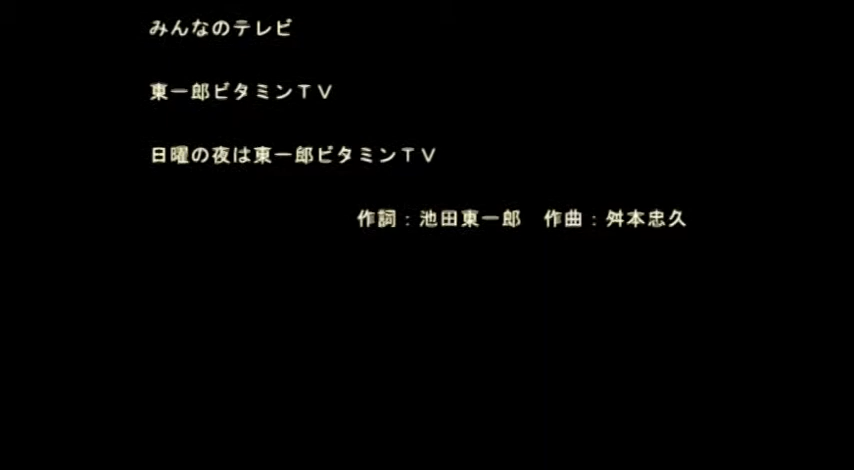 みんなのテレビ
東一郎ビタミンTV
日曜の夜は東一郎ビタミンTV
作詞：池田東一郎　作曲：舛本忠久